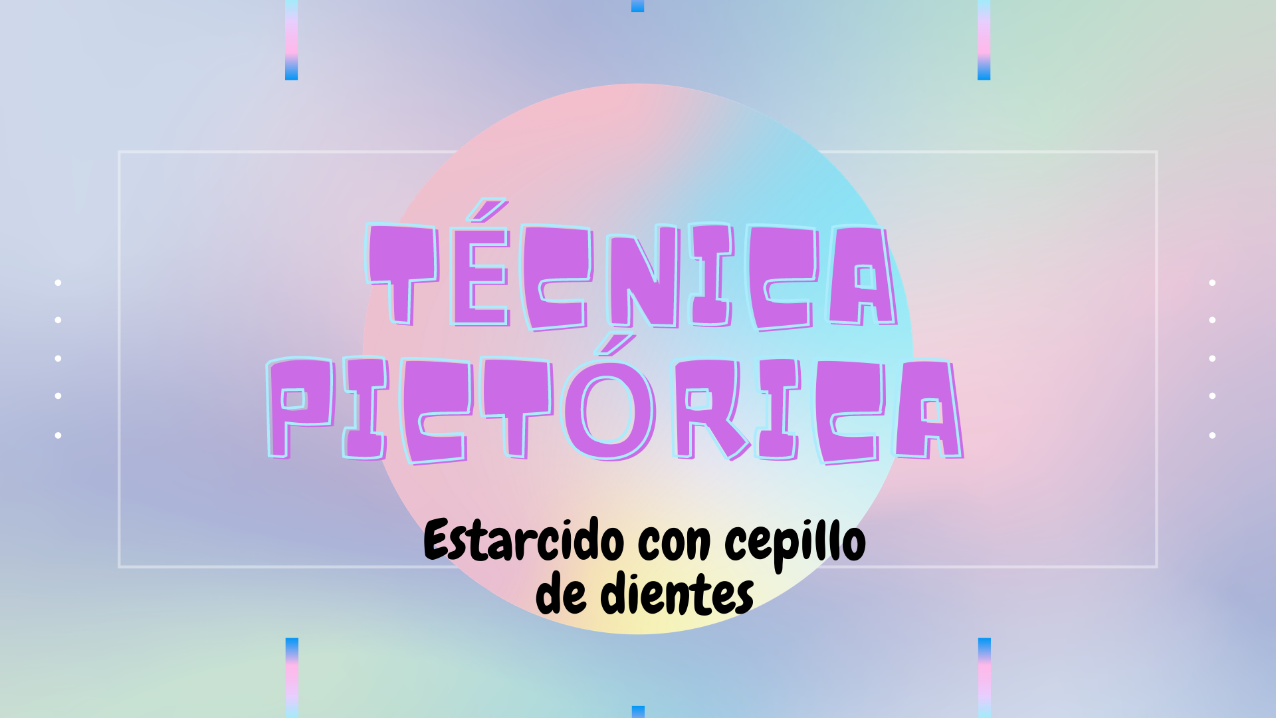 TÉCNICA
PICTÓRICA
Estarcido con cepillo
de dientes